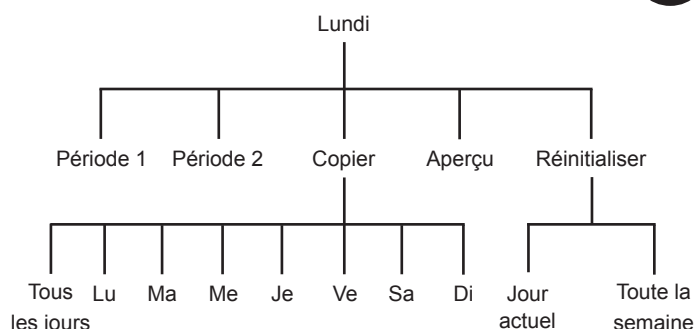 Lundi
Période 1 Période 2 Copier Aperçu Réinitialiser
Tous Lu Ma Me Je Ve Sa Di Jour Toute la
les jours actuel semaine